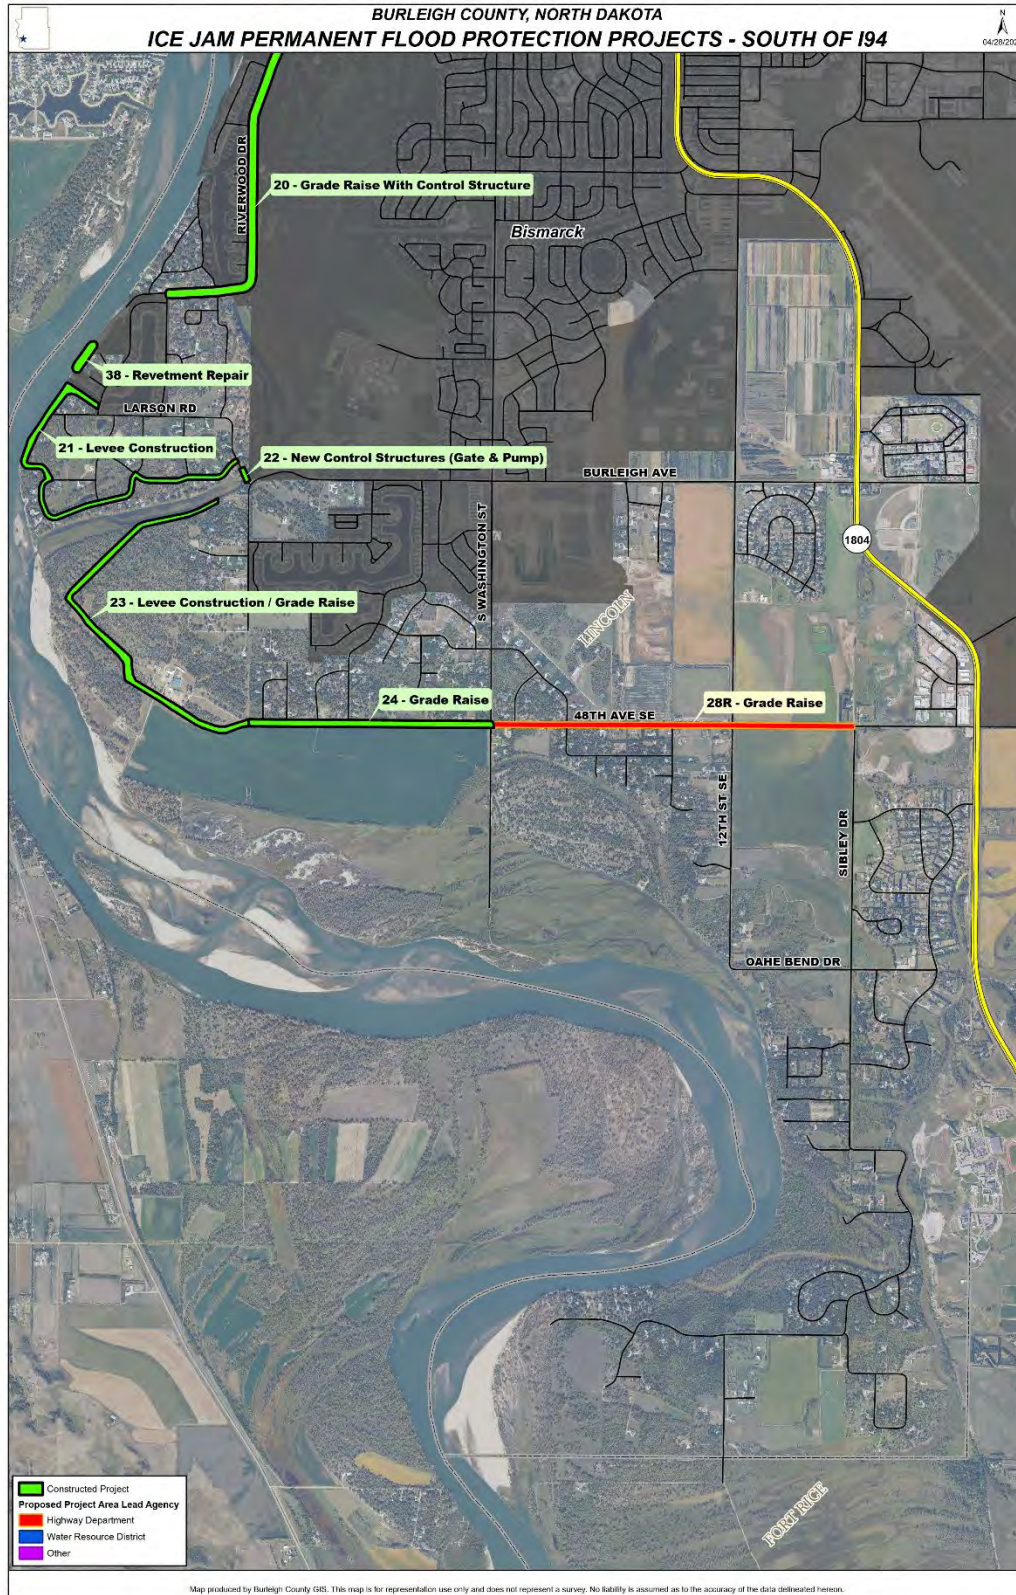 BURLEIGH COUNTY, NORTH DAKOTA
ICE JAM PERMANENT FLOOD PROTECTION PROJECTS - SOUTH OF I94
N
RIVERWOOD DR
20 - Grade Raise With Control Structure
Bismarck
38 - Revetment Repair
LARSON RD
21 - Levee Construction
22 - New Control Structures (Gate & Pump)
BURLEIGH AVE
S WASHINGTON ST
1804
23 - Levee Construction / Grade Raise
LINCOLN
24 - Grade Raise
28R - Grade Raise
48TH AVE SE
12TH ST SE
SIBLEY DR
OAHE BEND DR
FORT RICE
Constructed Project
Proposed Project Area Lead Agency
Highway Department
Water Resource District
Other
Map produced by Burleigh County GIS. This map is for representation use only and does not represent a survey. No liability is assumed as to the accuracy of the data delineated hereon.